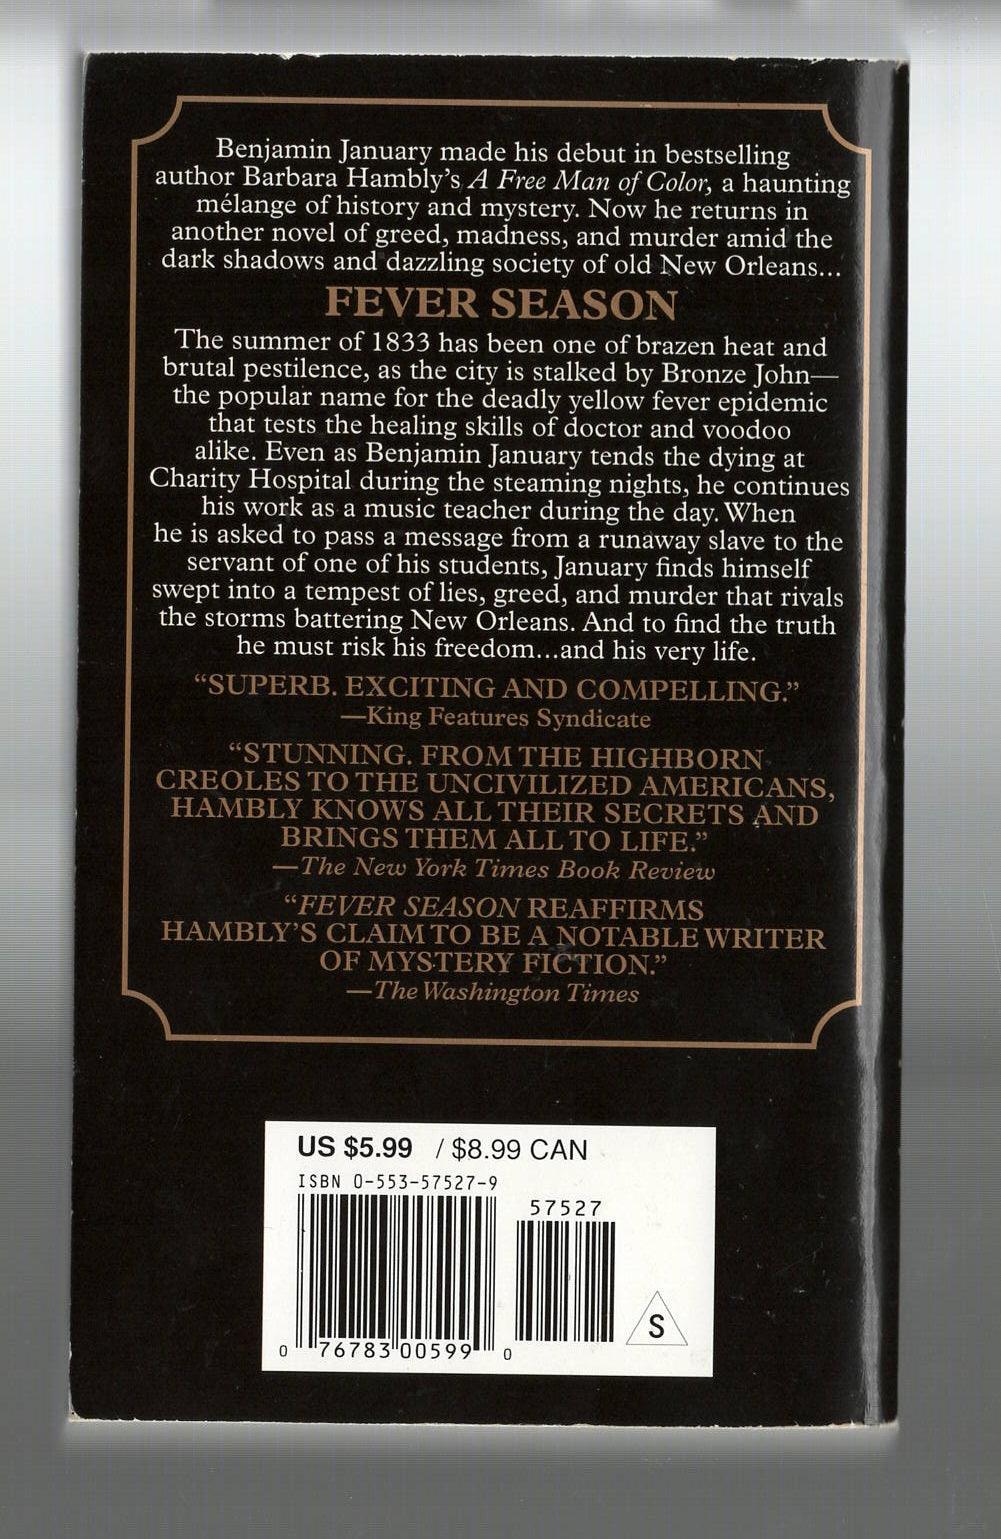 Benjamin January made his debut in bestselling
author Barbara Hambly's A Free Man of Color, a haunting
mélange of history and mystery. Now he returns in
another novel of greed, madness, and murder amid the
dark shadows and dazzling society of old New Orleans...
FEVER SEASON
The summer of 1833 has been one of brazen heat and
brutal pestilence, as the city is stalked by Bronze John—
the popular name for the deadly yellow fever epidemic
that tests the healing skills of doctor and voodoo
alike. Even as Benjamin January tends the dying at
Charity Hospital during the steaming nights, he continues
his work as a music teacher during the day. When
he is asked to pass a message from a runaway slave to the
servant of one of his students, January finds himself
swept into a tempest of lies, greed, and murder that rivals
the storms battering New Orleans. And to find the truth
he must risk his freedom...and his very life.
“SUPERB. EXCITING AND COMPELLING.”
—King Features Syndicate
“STUNNING. FROM THE HIGHBORN
CREOLES TO THE UNCIVILIZED AMERICANS,
HAMBLY KNOWS ALL THEIR SECRETS AND
BRINGS THEM ALL TO LIFE.”
—The New York Times Book Review
“FEVER SEASON REAFFIRMS
HAMBLY'S CLAIM TO BE A NOTABLE WRITER
OF MYSTERY FICTION.”
—The Washington Times
US $5.99 / $8.99 CAN
ISBN 0-553-57527-9
57527
0 76783 00599 0
S